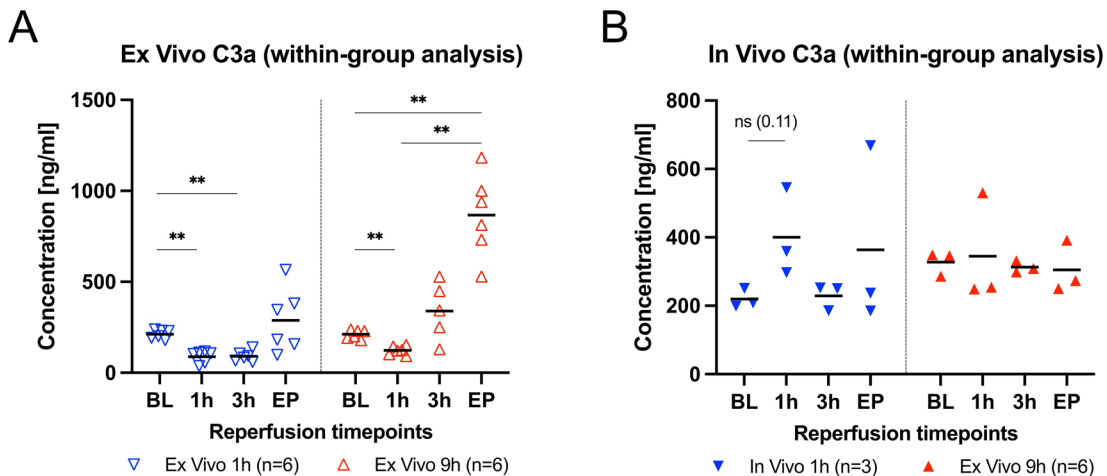 A
Ex Vivo C3a (within-group analysis)
Concentration [ng/ml]
1500
1000
500
0
**
**
**
**
**
BL 1h 3h EP BL 1h 3h EP
Reperfusion timepoints
Ex Vivo 1h (n=6) Ex Vivo 9h (n=6)
B
In Vivo C3a (within-group analysis)
Concentration [ng/ml]
800
600
400
200
0
ns (0.11)
BL 1h 3h EP BL 1h 3h EP
Reperfusion timepoints
In Vivo 1h (n=3) Ex Vivo 9h (n=6)